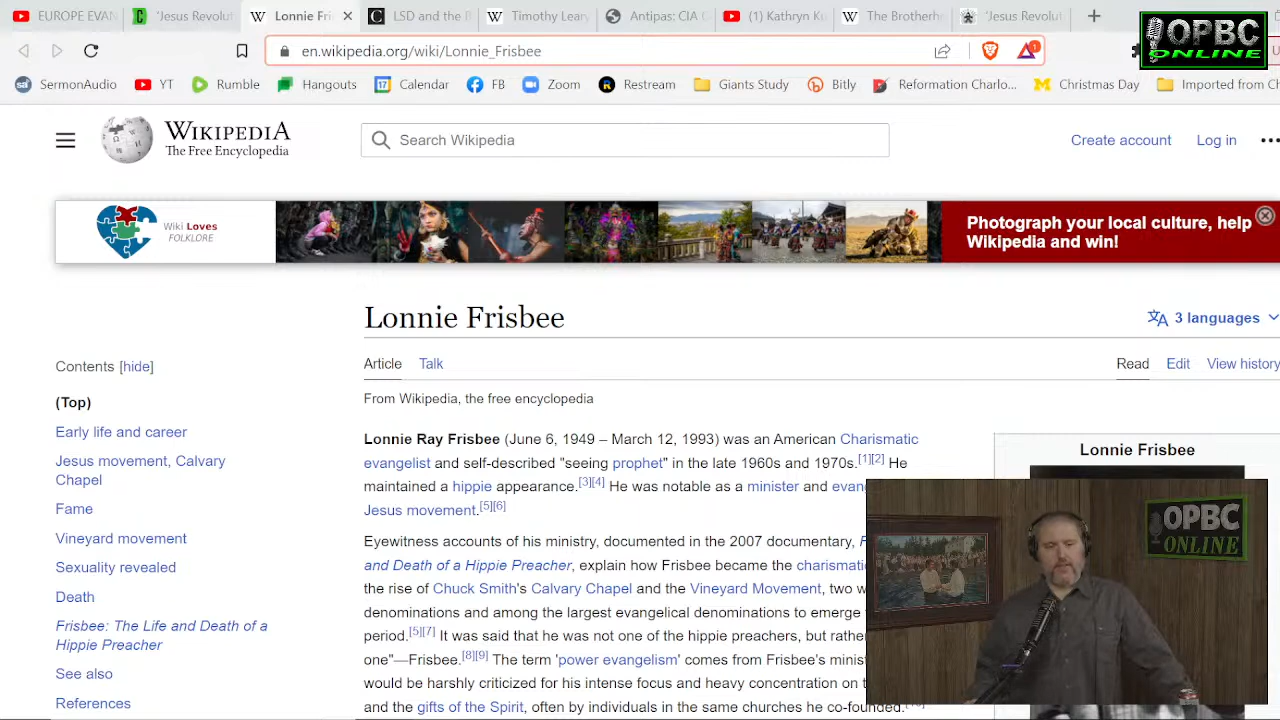 EUROPE EVAN
'Jesus Revolut
Lonnie Fri
LSD and the
Timothy Leary
Antipas: CIA
(1) Kathryn Ku
The Brotherh
'Jesus Revolut
OPBC
ONLINE
en.wikipedia.org/wiki/Lonnie_Frisbee
SermonAudio
YT
Rumble
Hangouts
17 Calendar
FB
Zoom
Restream
Giants Study
Bitly
Reformation Charlo...
Christmas Day
Imported from Ch
WIKIPEDIA
The Free Encyclopedia
Search Wikipedia
Create account
Log in
Wiki Loves
FOLKLORE
Photograph your local culture, help
Wikipedia and win!
Lonnie Frisbee
3 languages
Contents [hide]
Article
Talk
Read
Edit
View history
From Wikipedia, the free encyclopedia
(Top)
Early life and career
Jesus movement, Calvary
Chapel
Fame
Vineyard movement
Sexuality revealed
Death
Frisbee: The Life and Death of a
Hippie Preacher
See also
References
Lonnie Ray Frisbee (June 6, 1949 – March 12, 1993) was an American Charismatic
evangelist and self-described "seeing prophet" in the late 1960s and 1970s.[1][2] He
maintained a hippie appearance.[3][4] He was notable as a minister and evan
Jesus movement.[5][6]
Eyewitness accounts of his ministry, documented in the 2007 documentary, F
and Death of a Hippie Preacher, explain how Frisbee became the charisma
the rise of Chuck Smith's Calvary Chapel and the Vineyard Movement, two w
denominations and among the largest evangelical denominations to emerge
period.[5][7] It was said that he was not one of the hippie preachers, but rathe
one"—Frisbee.[8][9] The term 'power evangelism' comes from Frisbee's minist
would be harshly criticized for his intense focus and heavy concentration on t
and the gifts of the Spirit, often by individuals in the same churches he co-founded.
Lonnie Frisbee
OPBC
ONLINE